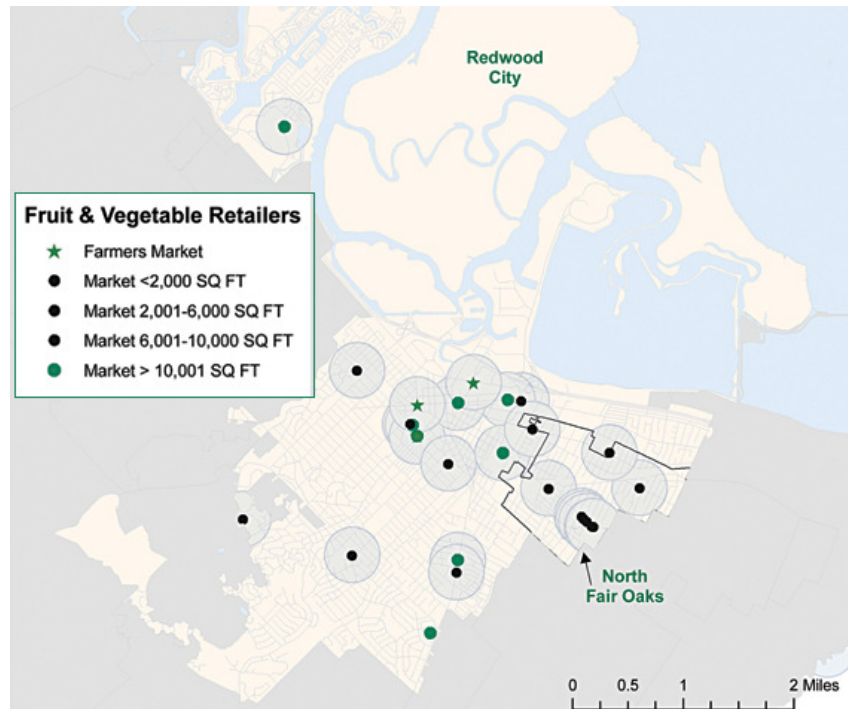 Redwood
City
Fruit & Vegetable Retailers
Farmers Market
Market <2,000 SQ FT
Market 2,001-6,000 SQ FT
Market 6,001-10,000 SQ FT
Market > 10,001 SQ FT
North
Fair Oaks
0 0.5 1 2 Miles